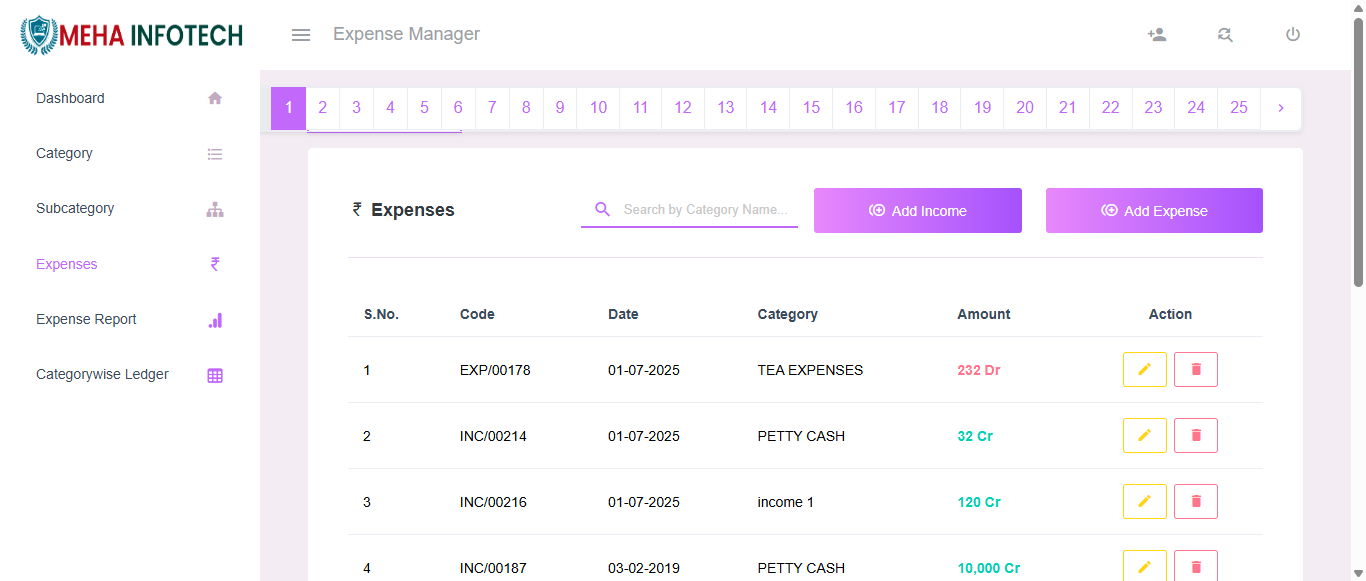 MEHA INFOTECH
Expense Manager
Dashboard
Category
Subcategory
Expenses
Expense Report
Categorywise Ledger
1 2 3 4 5 6 7 8 9 10 11 12 13 14 15 16 17 18 19 20 21 22 23 24 25 ›
₹ Expenses
Search by Category Name...
Add Income
Add Expense
S.No. Code Date Category Amount Action
1 EXP/00178 01-07-2025 TEA EXPENSES 232 Dr
2 INC/00214 01-07-2025 PETTY CASH 32 Cr
3 INC/00216 01-07-2025 income 1 120 Cr
4 INC/00187 03-02-2019 PETTY CASH 10,000 Cr